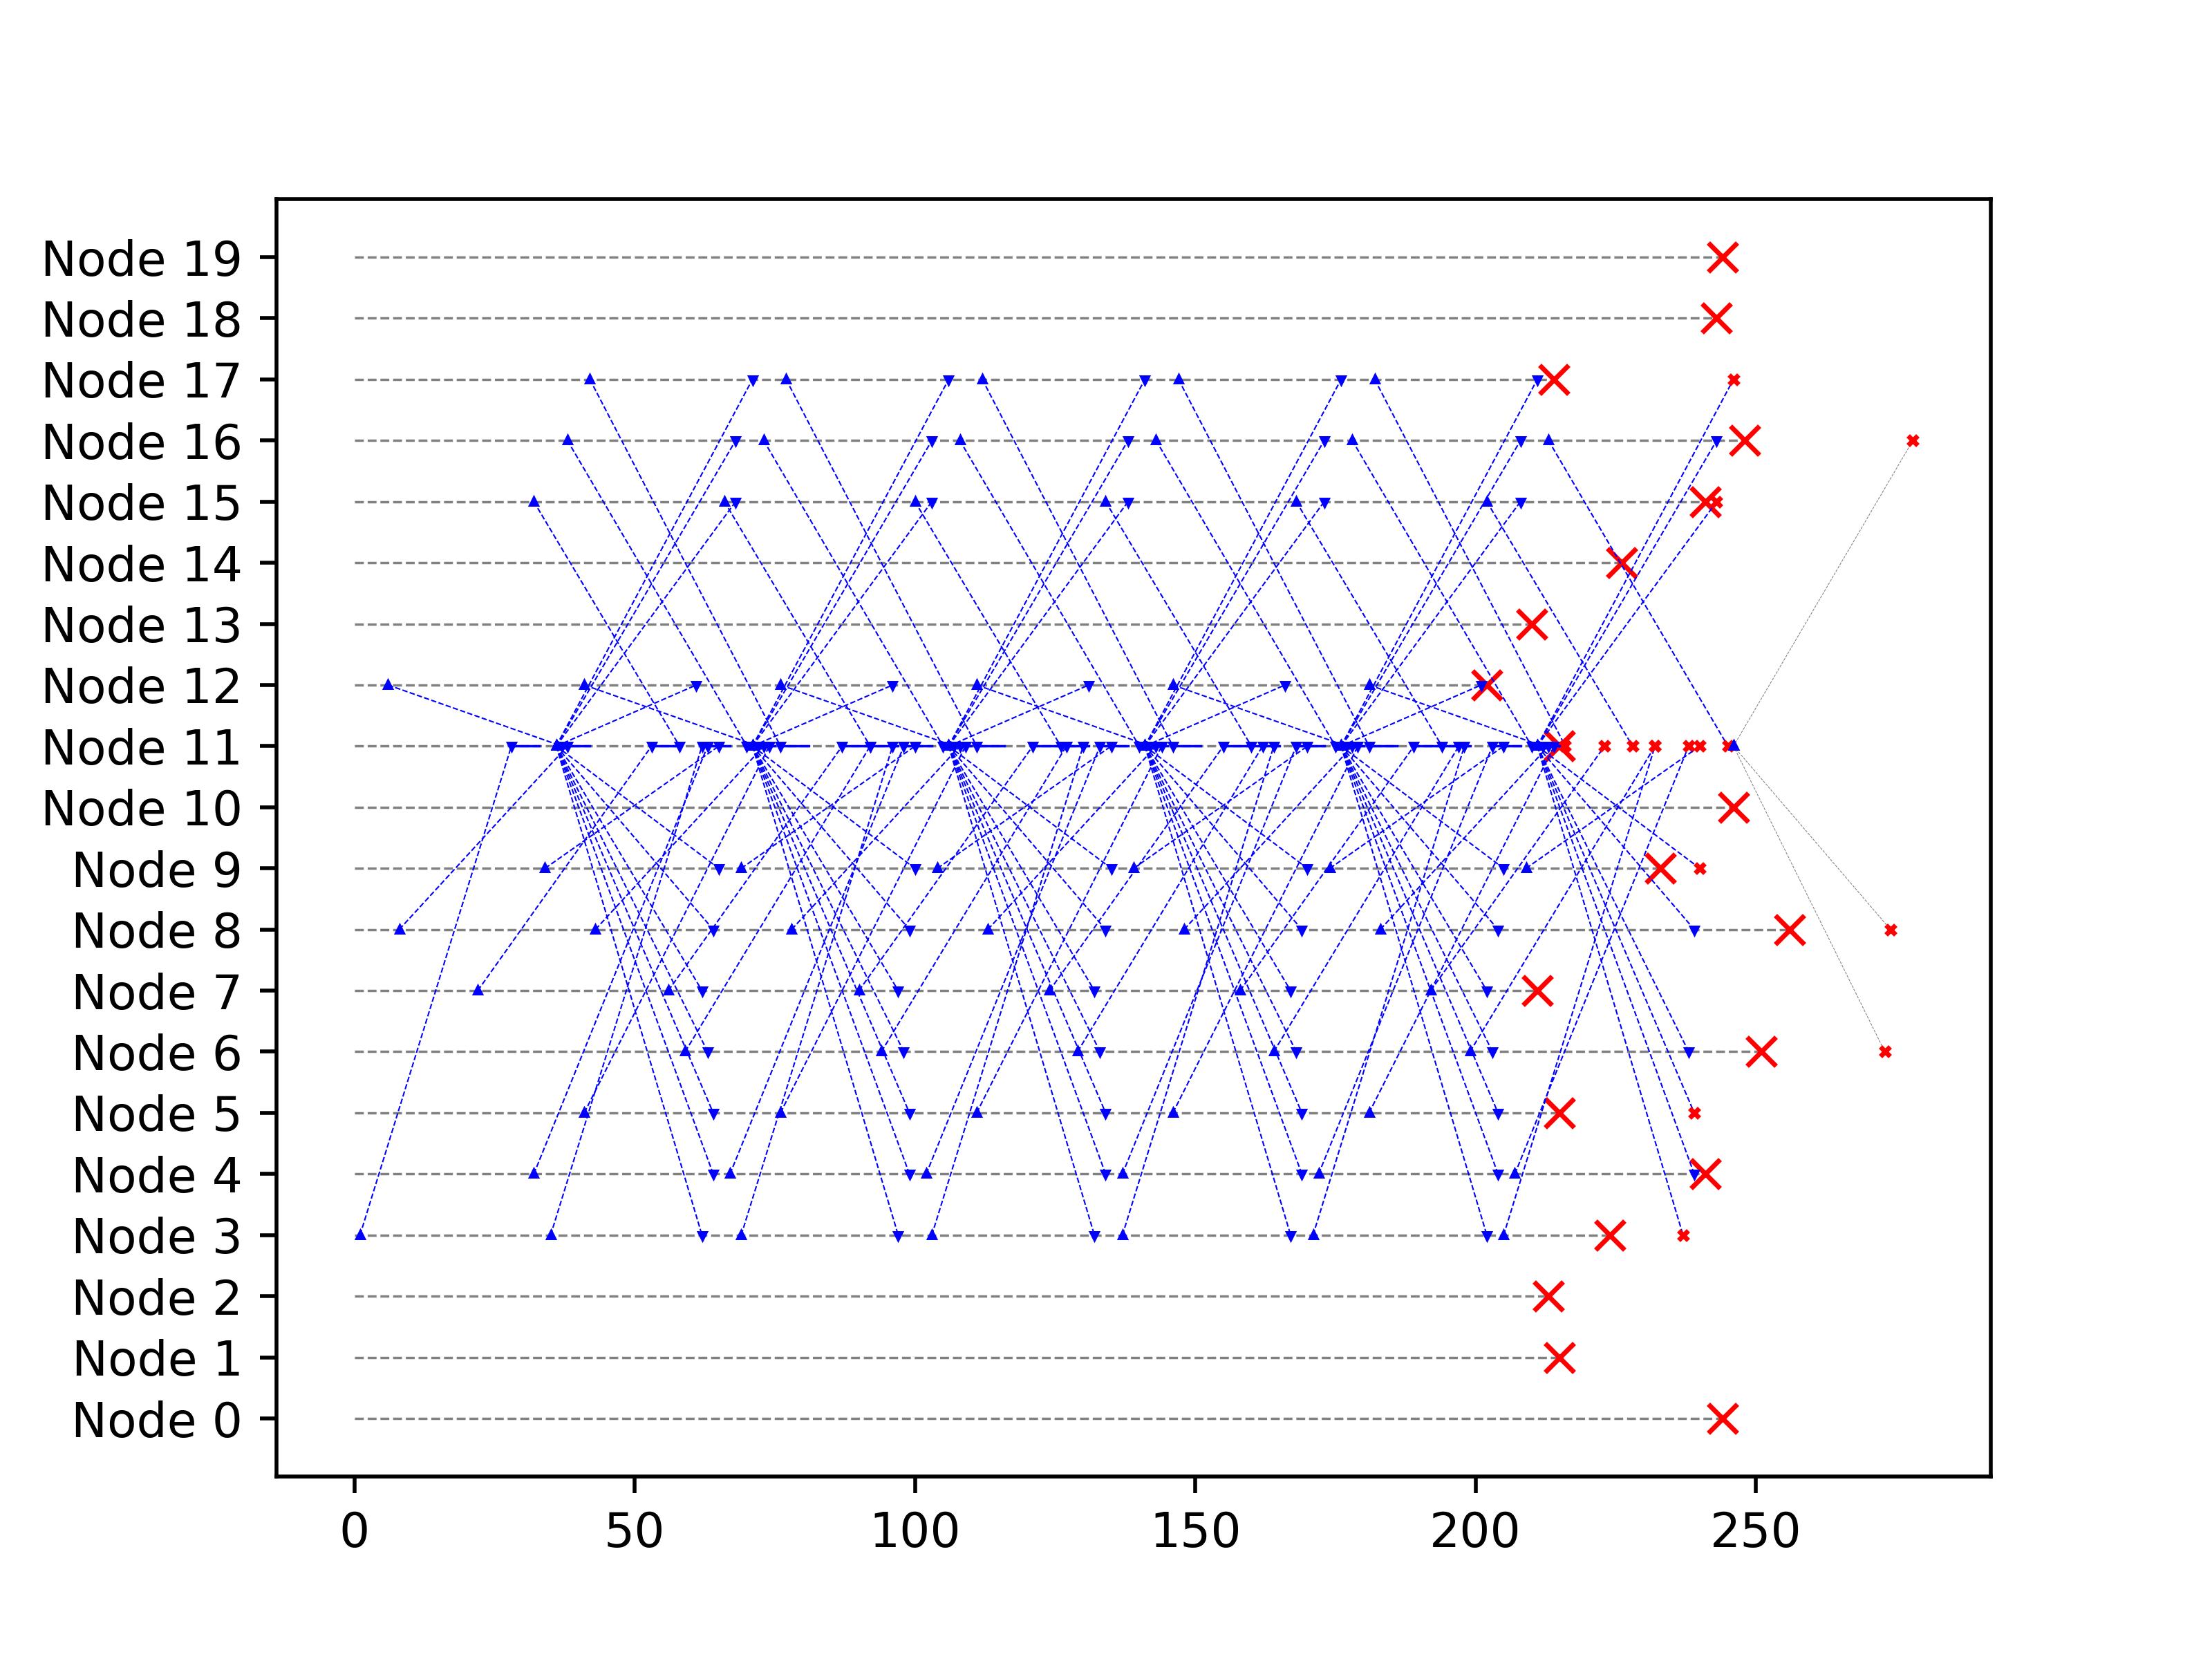 Node 19
Node 18
Node 17
Node 16
Node 15
Node 14
Node 13
Node 12
Node 11
Node 10
Node 9
Node 8
Node 7
Node 6
Node 5
Node 4
Node 3
Node 2
Node 1
Node 0
0 50 100 150 200 250